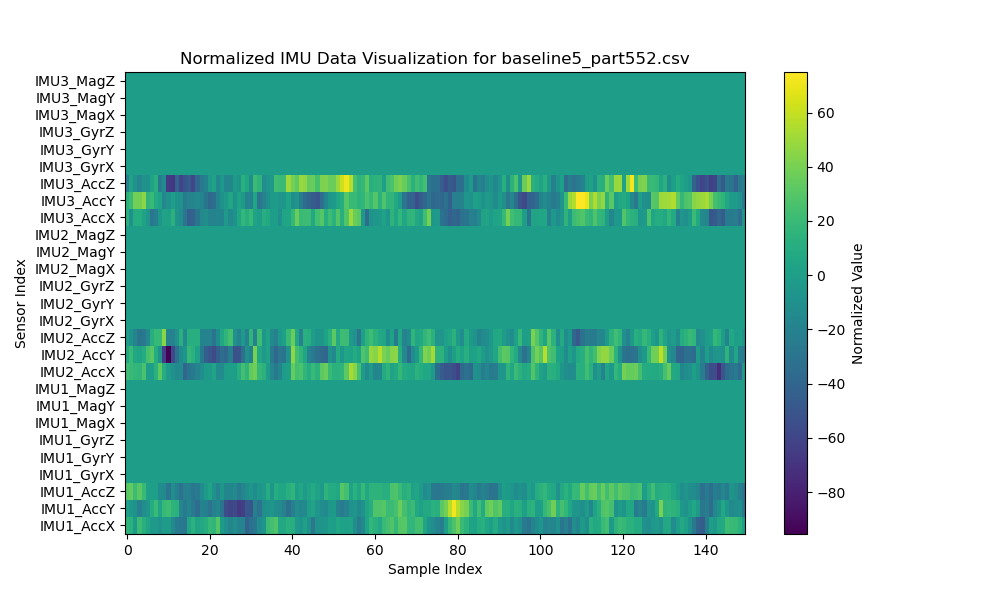 Normalized IMU Data Visualization for baseline5_part552.csv
IMU3_MagZ
IMU3_MagY
IMU3_MagX
IMU3_GyrZ
IMU3_GyrY
IMU3_GyrX
IMU3_AccZ
IMU3_AccY
IMU3_AccX
IMU2_MagZ
IMU2_MagY
IMU2_MagX
IMU2_GyrZ
IMU2_GyrY
IMU2_GyrX
IMU2_AccZ
IMU2_AccY
IMU2_AccX
IMU1_MagZ
IMU1_MagY
IMU1_MagX
IMU1_GyrZ
IMU1_GyrY
IMU1_GyrX
IMU1_AccZ
IMU1_AccY
IMU1_AccX
Sensor Index
0 20 40 60 80 100 120 140
Sample Index
60
40
20
0
−20
−40
−60
−80
Normalized Value